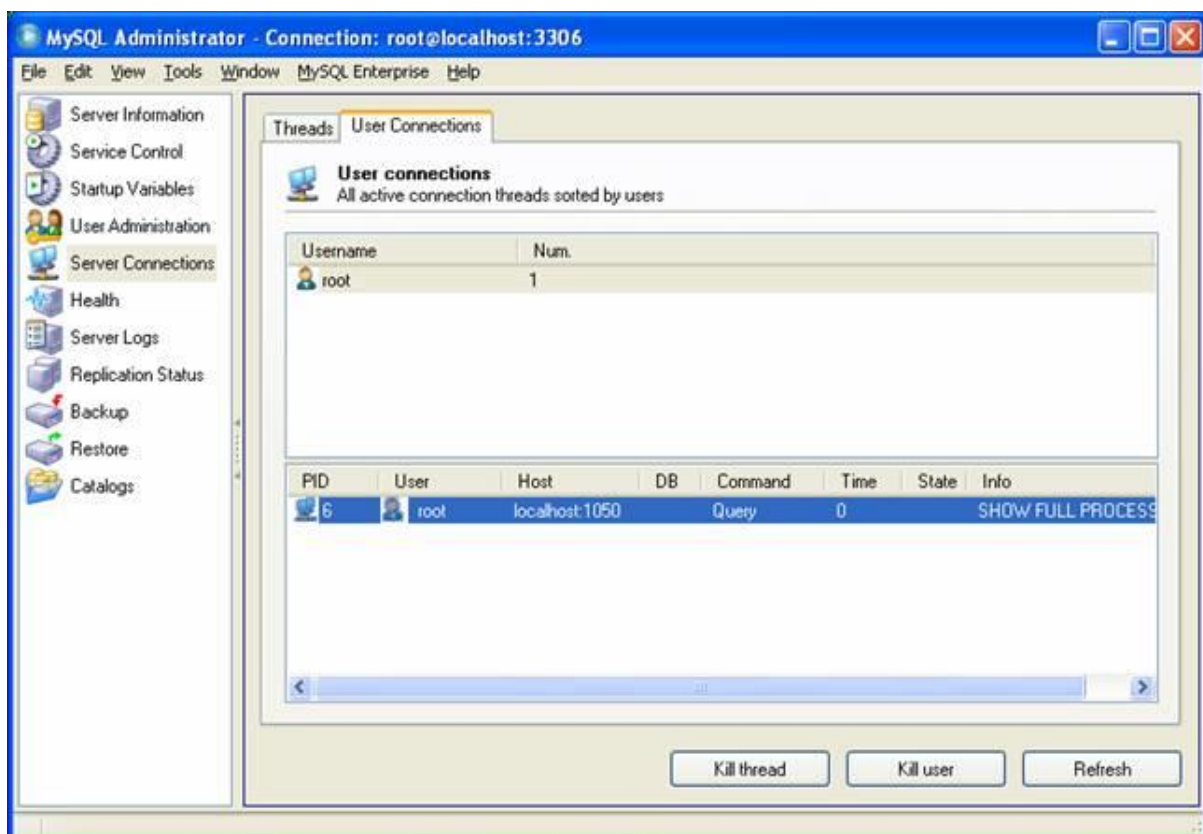 MySQL Administrator - Connection: root@localhost:3306
File Edit View Tools Window MySQL Enterprise Help
Server Information
Service Control
Startup Variables
User Administration
Server Connections
Health
Server Logs
Replication Status
Backup
Restore
Catalogs
Threads User Connections
User connections
All active connection threads sorted by users
Username Num.
root 1
PID User Host DB Command Time State Info
6 root localhost:1050 Query 0 SHOW FULL PROCESS
Kill thread Kill user Refresh